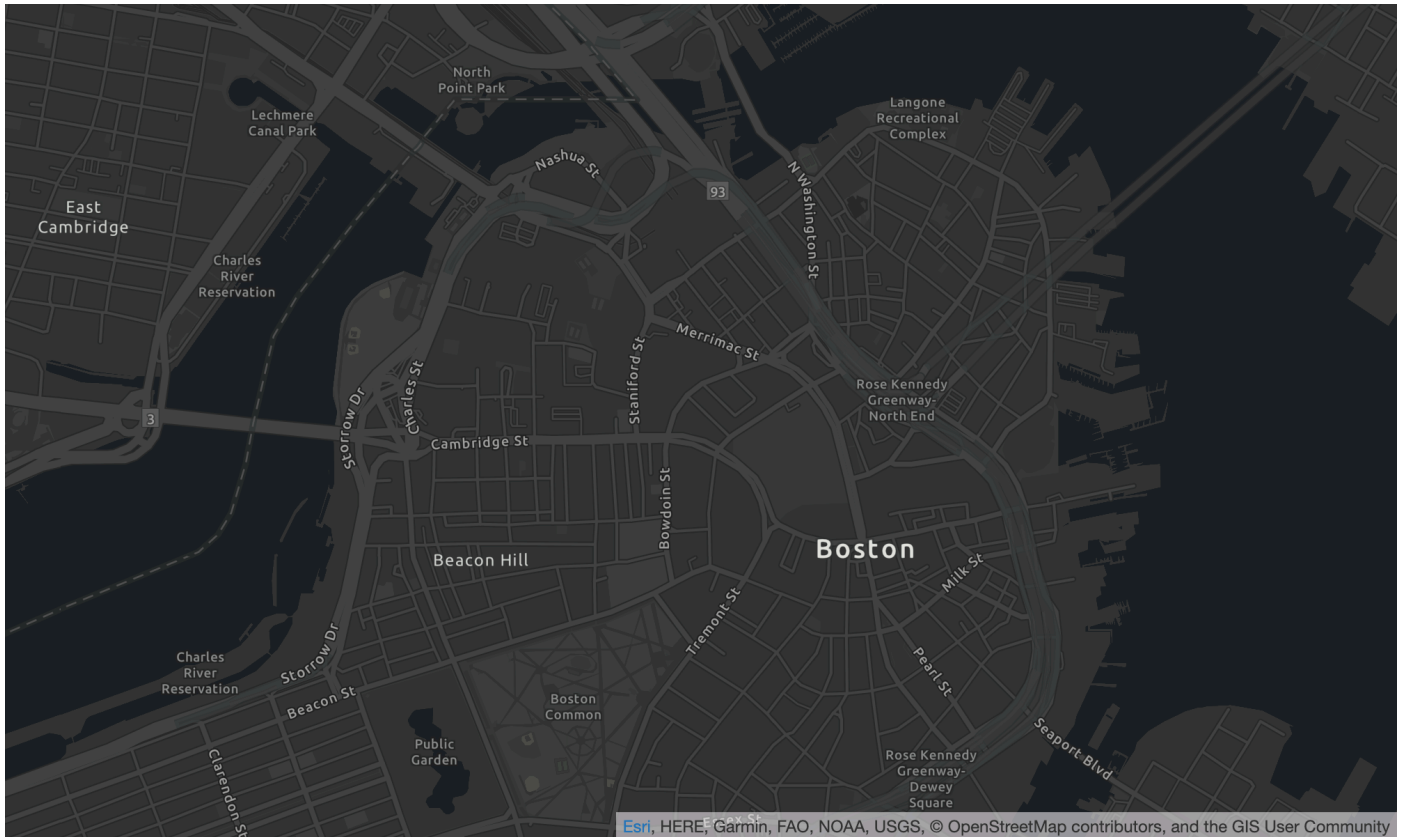 North
Point Park
Lechmere
Canal Park
Langone
Recreational
Complex
Nashua St
93
N Washington St
East
Cambridge
Charles
River
Reservation
Merrimac St
Staniford St
Charles St
Storrow Dr
3
Rose Kennedy
Greenway-
North End
Cambridge St
Bowdoin St
Boston
Beacon Hill
Milk St
Tremont St
Charles
River
Reservation
Storrow Dr
Beacon St
Pearl St
Boston
Common
Public
Garden
Clarendon St
Seaport Blvd
Rose Kennedy
Greenway-
Dewey
Square
Essex St
Esri, HERE, Garmin, FAO, NOAA, USGS, © OpenStreetMap contributors, and the GIS User Community